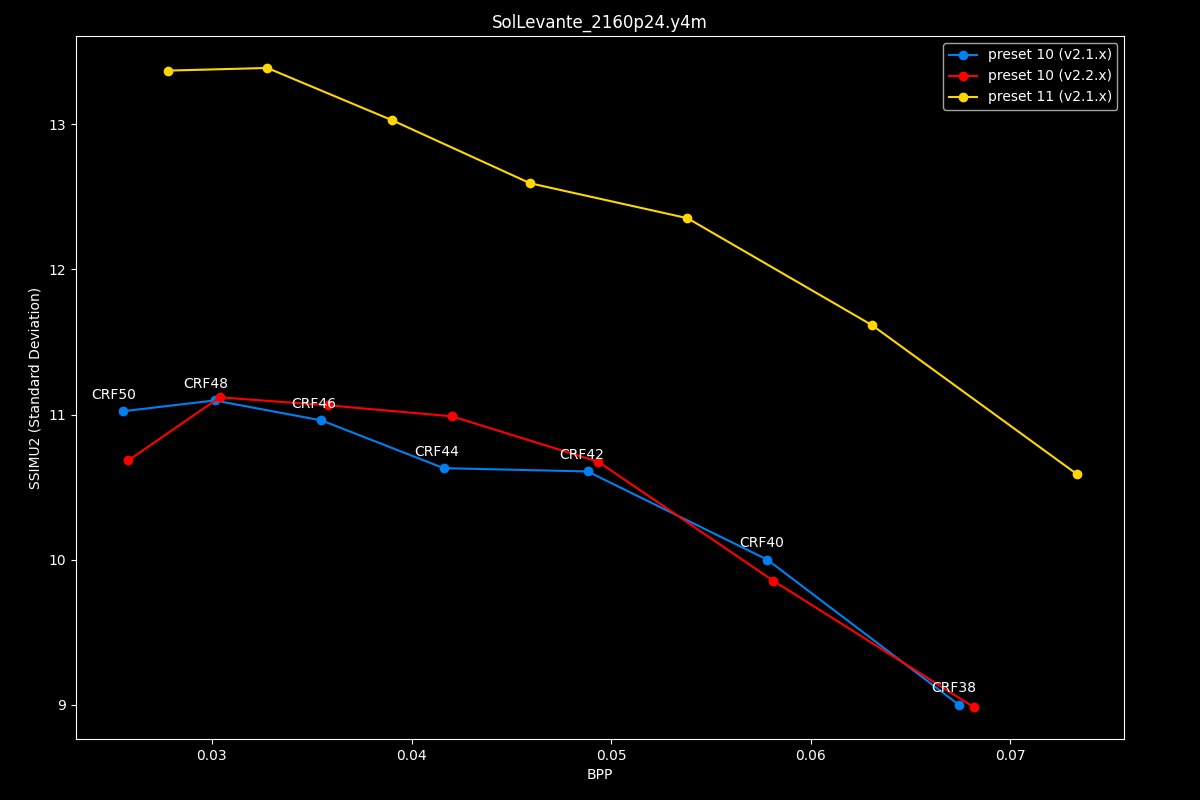 SolLevante_2160p24.y4m
preset 10 (v2.1.x)
preset 10 (v2.2.x)
preset 11 (v2.1.x)
SSIMU2 (Standard Deviation)
13
12
11
10
9
CRF50
CRF48
CRF46
CRF44
CRF42
CRF40
CRF38
0.03
0.04
0.05
0.06
0.07
BPP